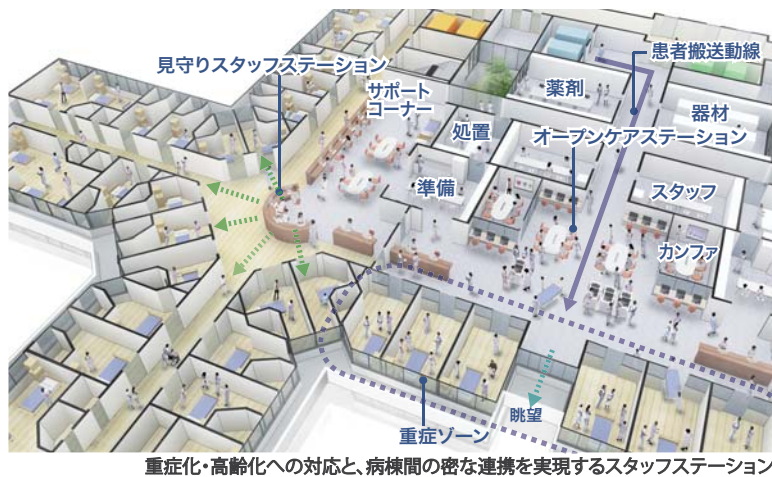 見守りスタッフステーション
サポート
コーナー
薬剤
患者搬送動線
器材
処置
オープンケアステーション
準備
スタッフ
カンファ
眺望
重症ゾーン
重症化・高齢化への対応と、病棟間の密な連携を実現するスタッフステーション